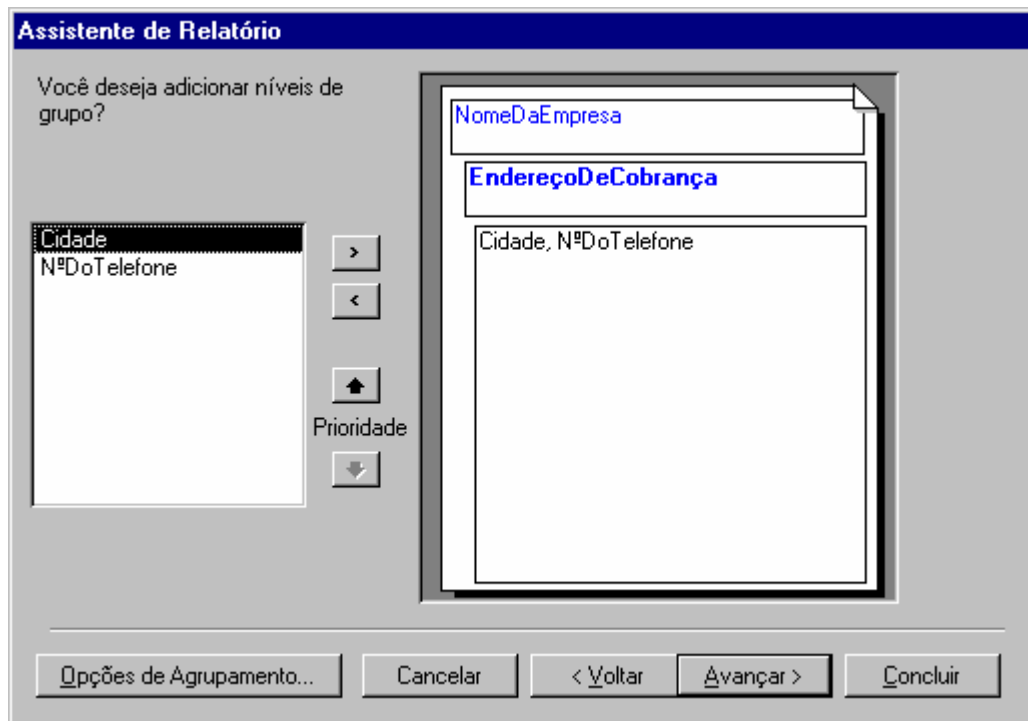 Assistente de Relatório
Você deseja adicionar níveis de
grupo?
NomeDaEmpresa
EndereçoDeCobrança
Cidade
NºDoTelefone
Cidade, NºDoTelefone
>
<
Prioridade
Opções de Agrupamento...
Cancelar
< Voltar
Avançar >
Concluir